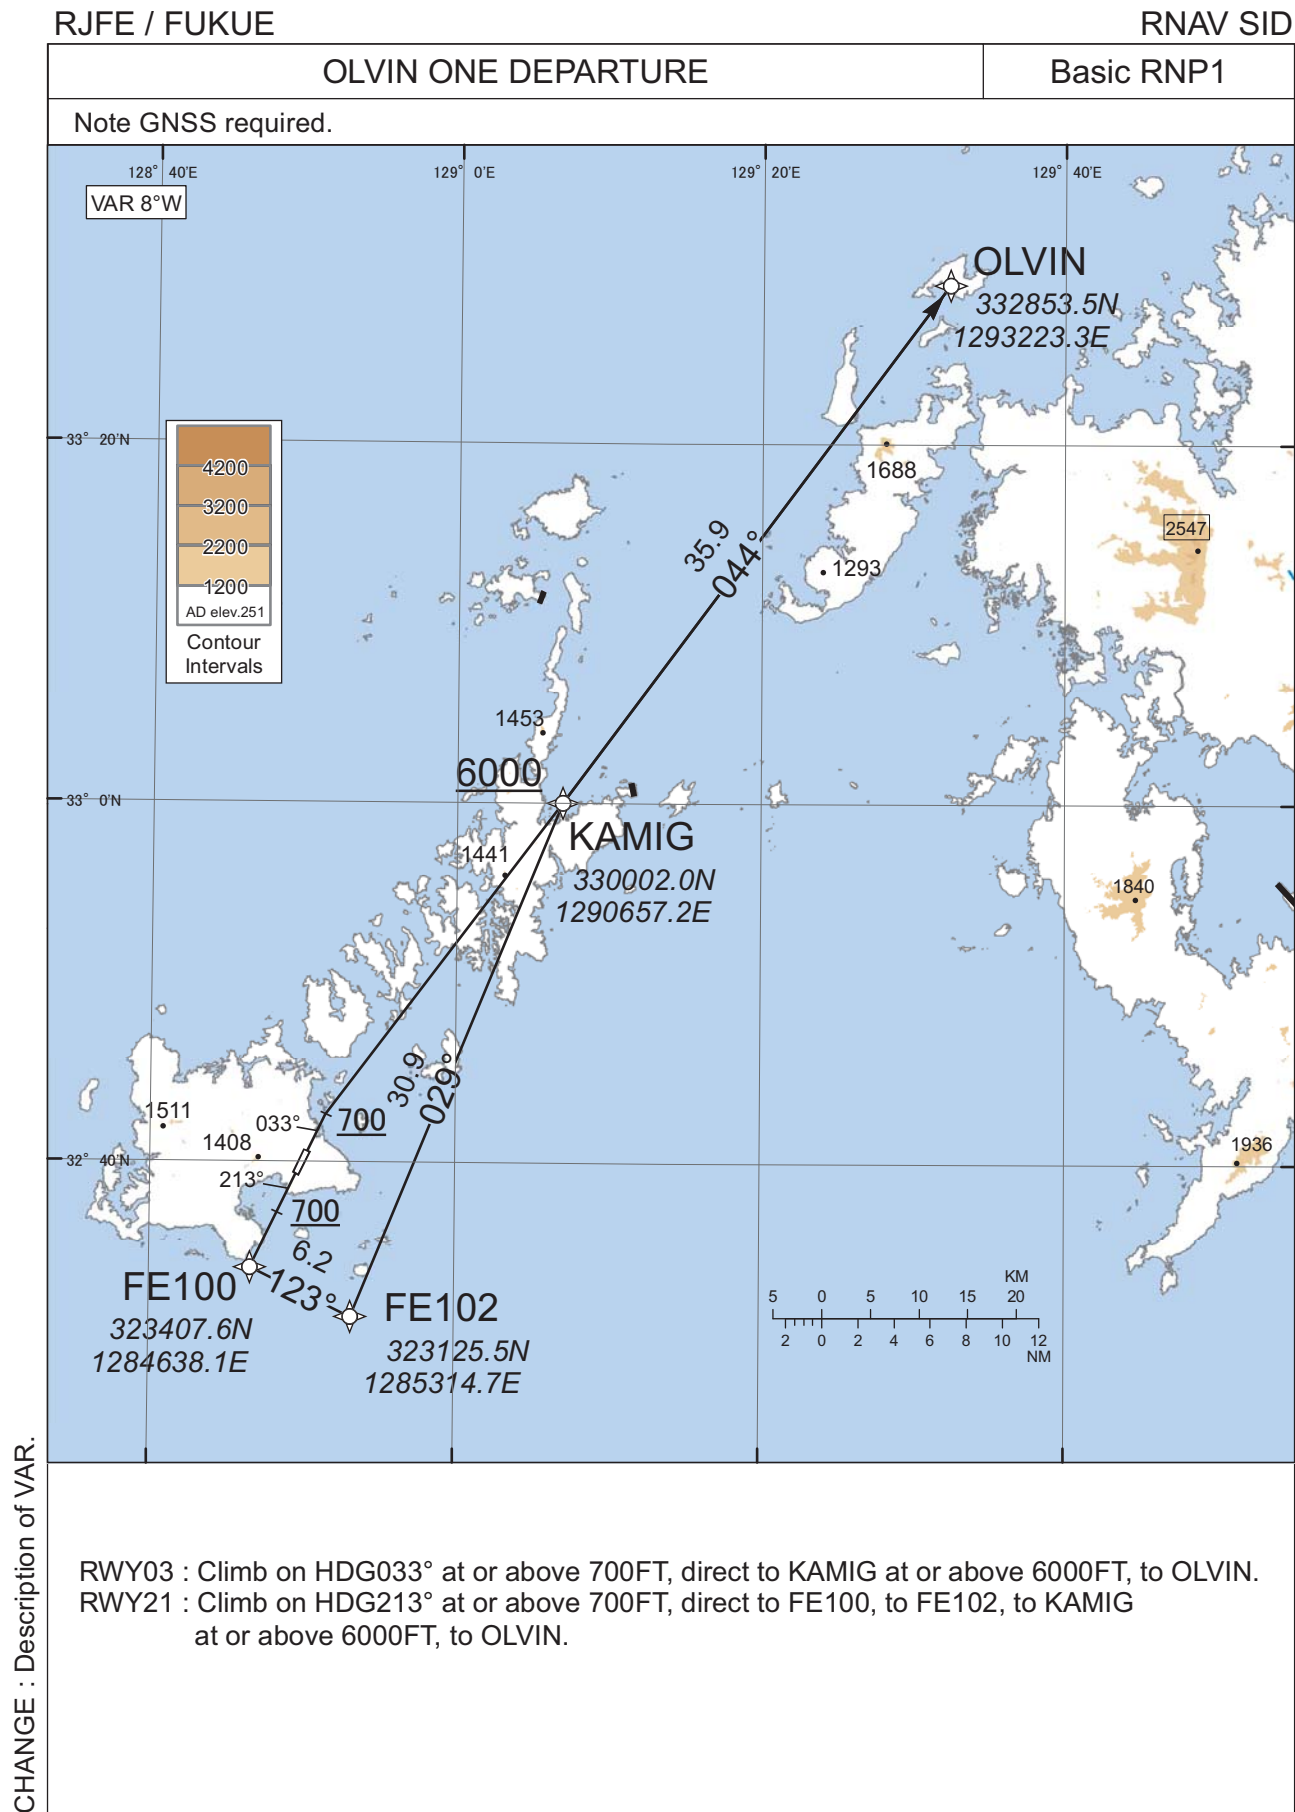 RJFE / FUKUE
RNAV SID
OLVIN ONE DEPARTURE
Basic RNP1
Note GNSS required.
128° 40'E
129° 0'E
129° 20'E
129° 40'E
VAR 8°W
OLVIN
332853.5N
1293223.3E
33° 20'N
4200
3200
2200
1200
AD elev.251
Contour
Intervals
1688
2547
35.9
044°
1293
1453
6000
33° 0'N
KAMIG
330002.0N
1290657.2E
1441
1840
30.9
029°
1511
033°
700
1408
1936
32° 40'N
213°
700
6.2
123°
FE100
323407.6N
1284638.1E
FE102
323125.5N
1285314.7E
KM
5 0 5 10 15 20
2 0 2 4 6 8 10 12
NM
RWY03 : Climb on HDG033° at or above 700FT, direct to KAMIG at or above 6000FT, to OLVIN.
RWY21 : Climb on HDG213° at or above 700FT, direct to FE100, to FE102, to KAMIG
at or above 6000FT, to OLVIN.
CHANGE : Description of VAR.